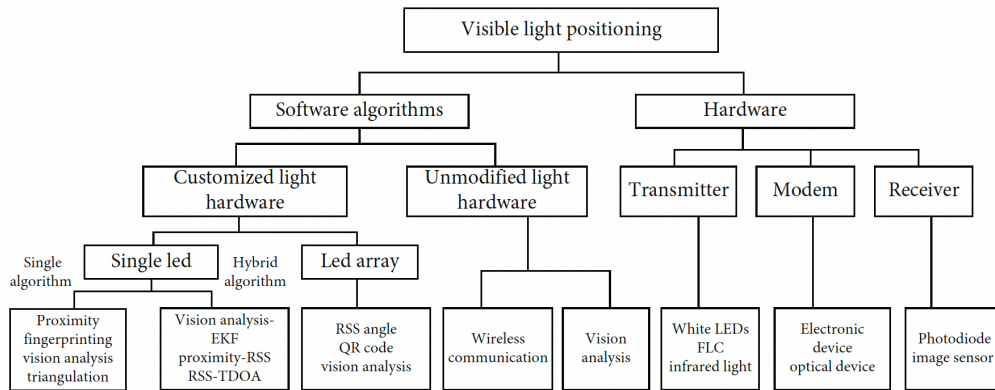 Visible light positioning
Software algorithms
Hardware
Customized light
hardware
Unmodified light
hardware
Transmitter
Modem
Receiver
Single
algorithm
Single led
Hybrid
algorithm
Led array
Proximity
fingerprinting
vision analysis
triangulation
Vision analysis-
EKF
proximity-RSS
RSS-TDOA
RSS angle
QR code
vision analysis
Wireless
communication
Vision
analysis
White LEDs
FLC
infrared light
Electronic
device
optical device
Photodiode
image sensor